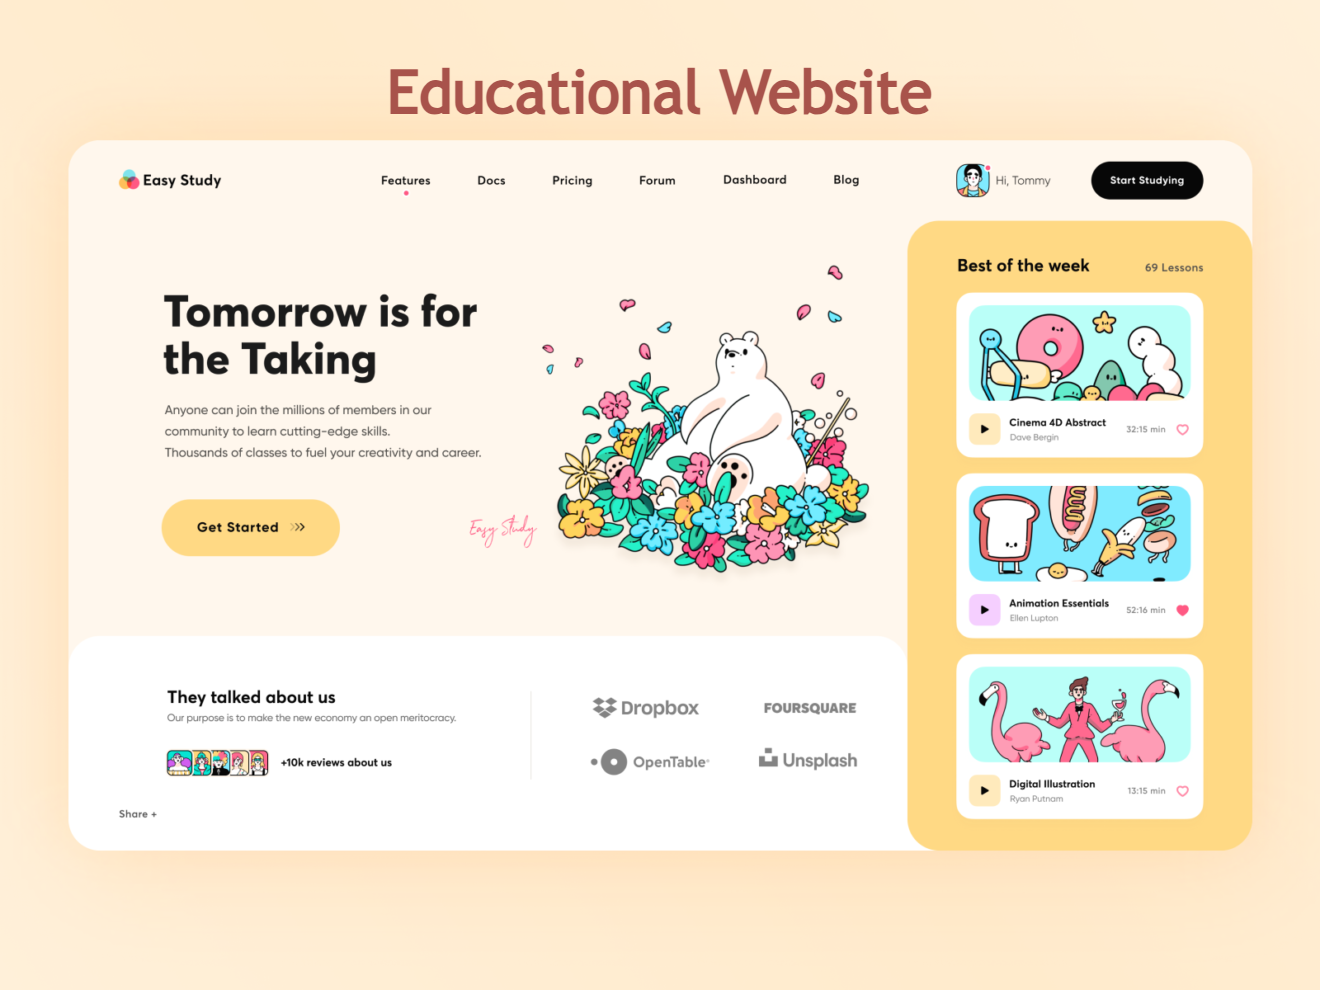 Educational Website
Easy Study
Features
Docs
Pricing
Forum
Dashboard
Blog
Hi, Tommy
Start Studying
Tomorrow is for
the Taking
Anyone can join the millions of members in our
community to learn cutting-edge skills.
Thousands of classes to fuel your creativity and career.
Get Started
Easy Study
They talked about us
Our purpose is to make the new economy an open meritocracy.
+10k reviews about us
Share +
Dropbox
FOURSQUARE
OpenTable
Unsplash
Best of the week
69 Lessons
Cinema 4D Abstract
32:15 min
Dave Bergin
Animation Essentials
52:16 min
Ellen Lupton
Digital Illustration
13:15 min
Ryan Putnam